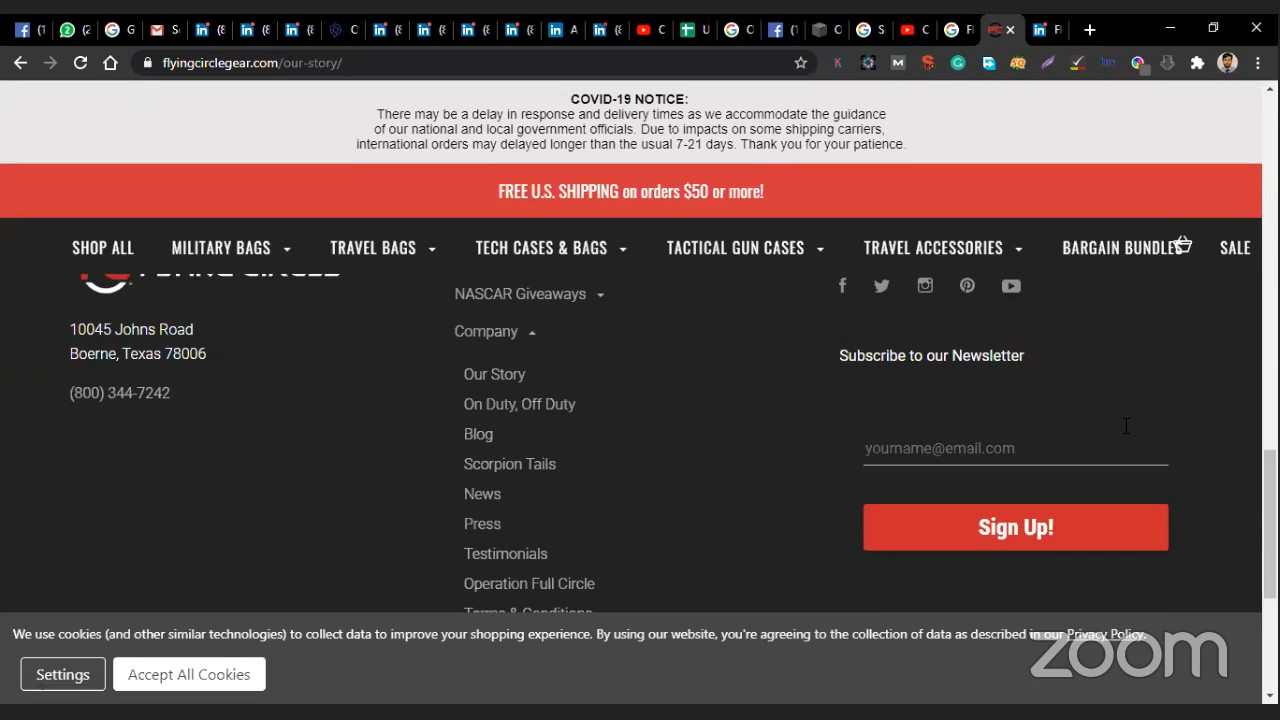 flyingcirclegear.com/our-story/
COVID-19 NOTICE:
There may be a delay in response and delivery times as we accommodate the guidance
of our national and local government officials. Due to impacts on some shipping carriers,
international orders may delayed longer than the usual 7-21 days. Thank you for your patience.
FREE U.S. SHIPPING on orders $50 or more!
SHOP ALL MILITARY BAGS TRAVEL BAGS TECH CASES & BAGS TACTICAL GUN CASES TRAVEL ACCESSORIES BARGAIN BUNDLES SALE
10045 Johns Road
Boerne, Texas 78006
(800) 344-7242
NASCAR Giveaways
Company
Our Story
On Duty, Off Duty
Blog
Scorpion Tails
News
Press
Testimonials
Operation Full Circle
Terms & Conditions
Subscribe to our Newsletter
yourname@email.com
Sign Up!
We use cookies (and other similar technologies) to collect data to improve your shopping experience. By using our website, you're agreeing to the collection of data as described in our Privacy Policy.
Settings Accept All Cookies
zoom